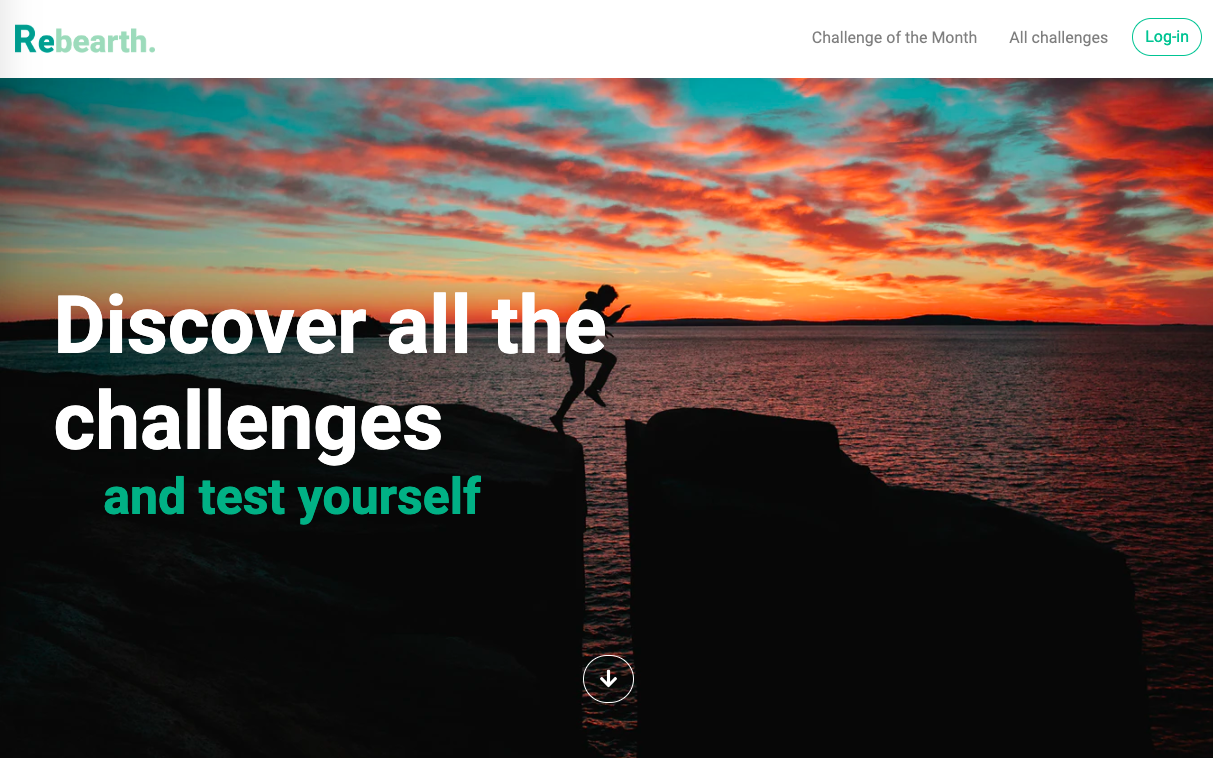 Rebearth.
Challenge of the Month
All challenges
Log-in
Discover all the
challenges
and test yourself